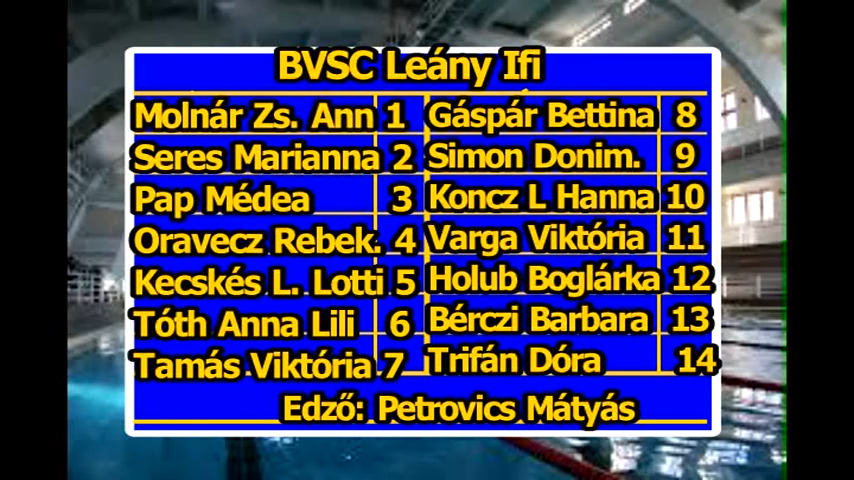 BVSC Leány Ifi
Molnár Zs. Ann 1 Gáspár Bettina 8
Seres Marianna 2 Simon Donim. 9
Pap Médea 3 Koncz L Hanna 10
Oravecz Rebek. 4 Varga Viktória 11
Kecskés L. Lotti 5 Holub Boglárka 12
Tóth Anna Lili 6 Bérczi Barbara 13
Tamás Viktória 7 Trifán Dóra 14
Edző: Petrovics Mátyás